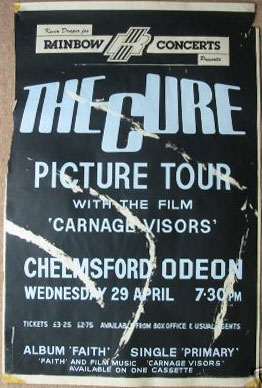 Kevin Draper for
RAINBOW CONCERTS
Presents
THE CURE
PICTURE TOUR
WITH THE FILM
'CARNAGE VISORS'
CHELMSFORD ODEON
WEDNESDAY 29 APRIL 7·30 PM
TICKETS £3·25 £2·75 AVAILABLE FROM BOX OFFICE & USUAL AGENTS
ALBUM 'FAITH' : SINGLE 'PRIMARY'
'FAITH' AND FILM MUSIC 'CARNAGE VISORS'
AVAILABLE ON ONE CASSETTE